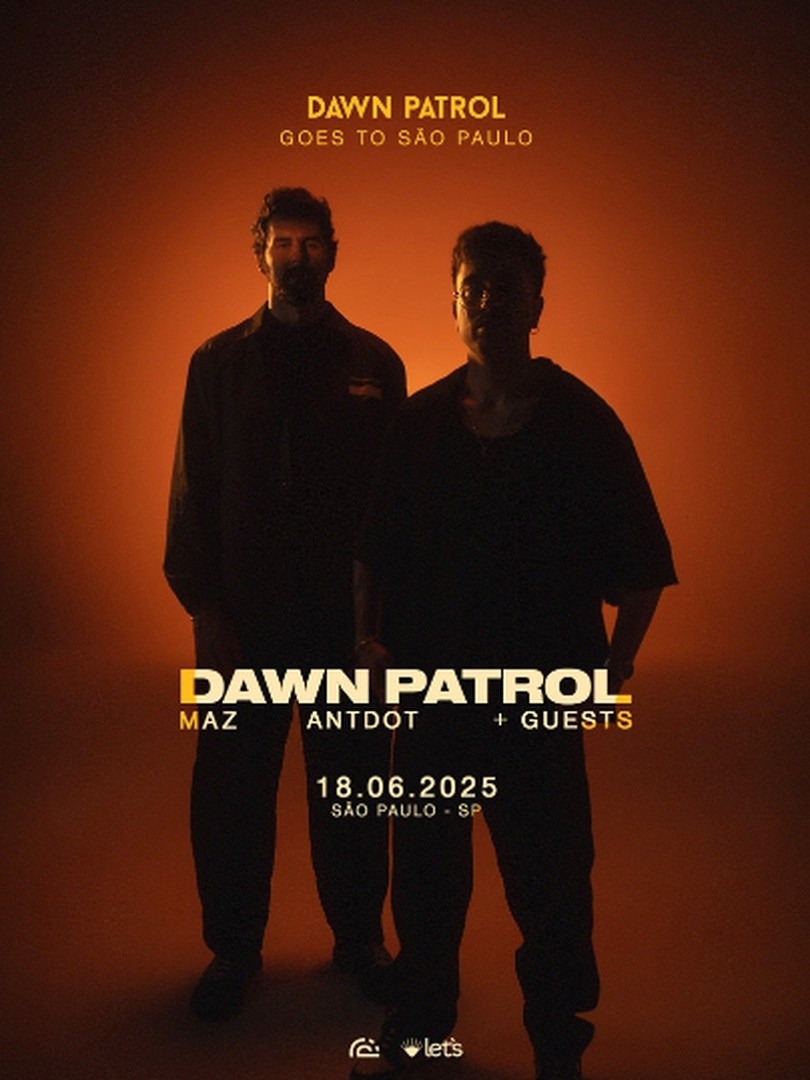 DAWN PATROL
GOES TO SÃO PAULO
DAWN PATROL
MAZ ANTDOT + GUESTS
18.06.2025
SÃO PAULO - SP
let's